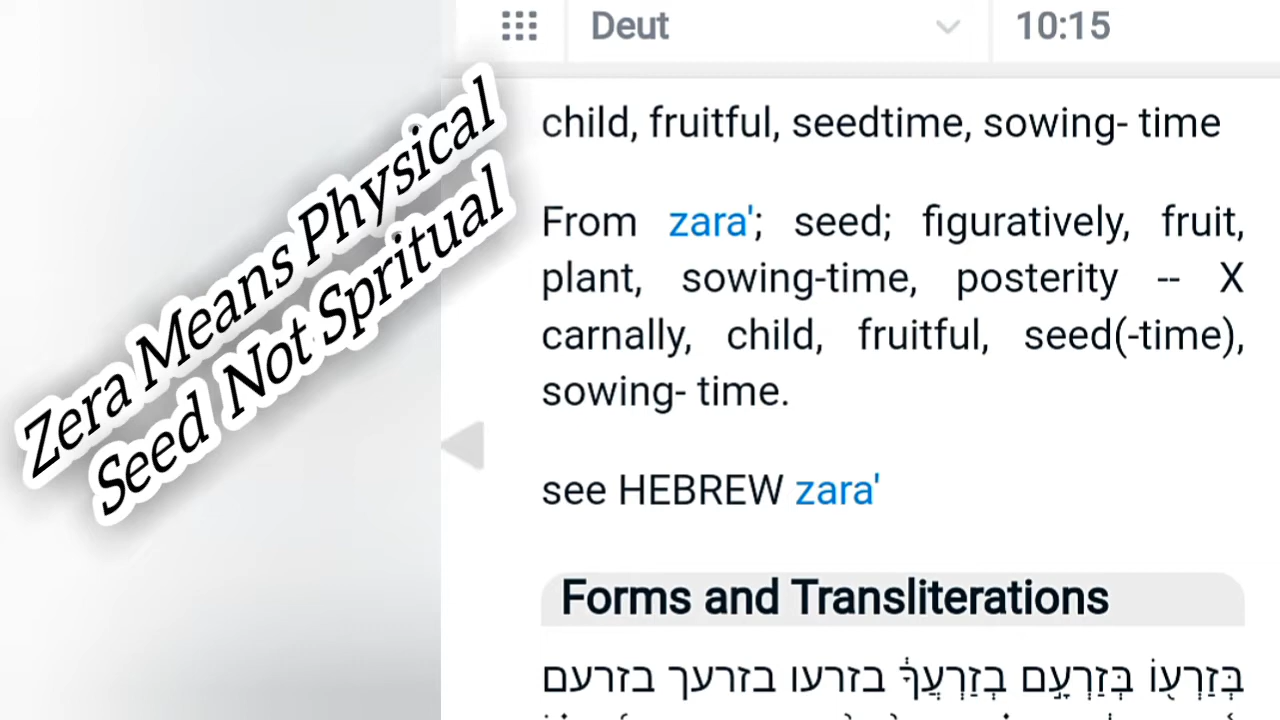 Deut 10:15
child, fruitful, seedtime, sowing- time
Zera Means Physical
Seed Not Spritual
From zara'; seed; figuratively, fruit,
plant, sowing-time, posterity -- X
carnally, child, fruitful, seed(-time),
sowing- time.
see HEBREW zara'
Forms and Transliterations
בְּזַרְע֖וֹ בְּזַרְעָ֑ם בְזַרְעֲךָ֔ בזרעו בזרעך בזרעם